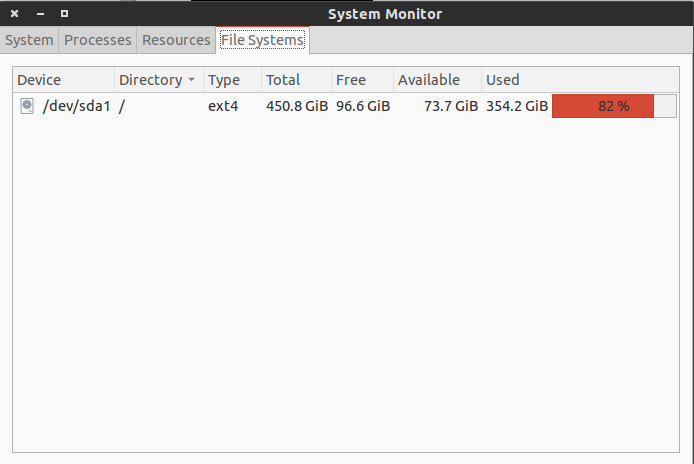 System Monitor
System Processes Resources File Systems
Device Directory Type Total Free Available Used
/dev/sda1 / ext4 450.8 GiB 96.6 GiB 73.7 GiB 354.2 GiB 82 %